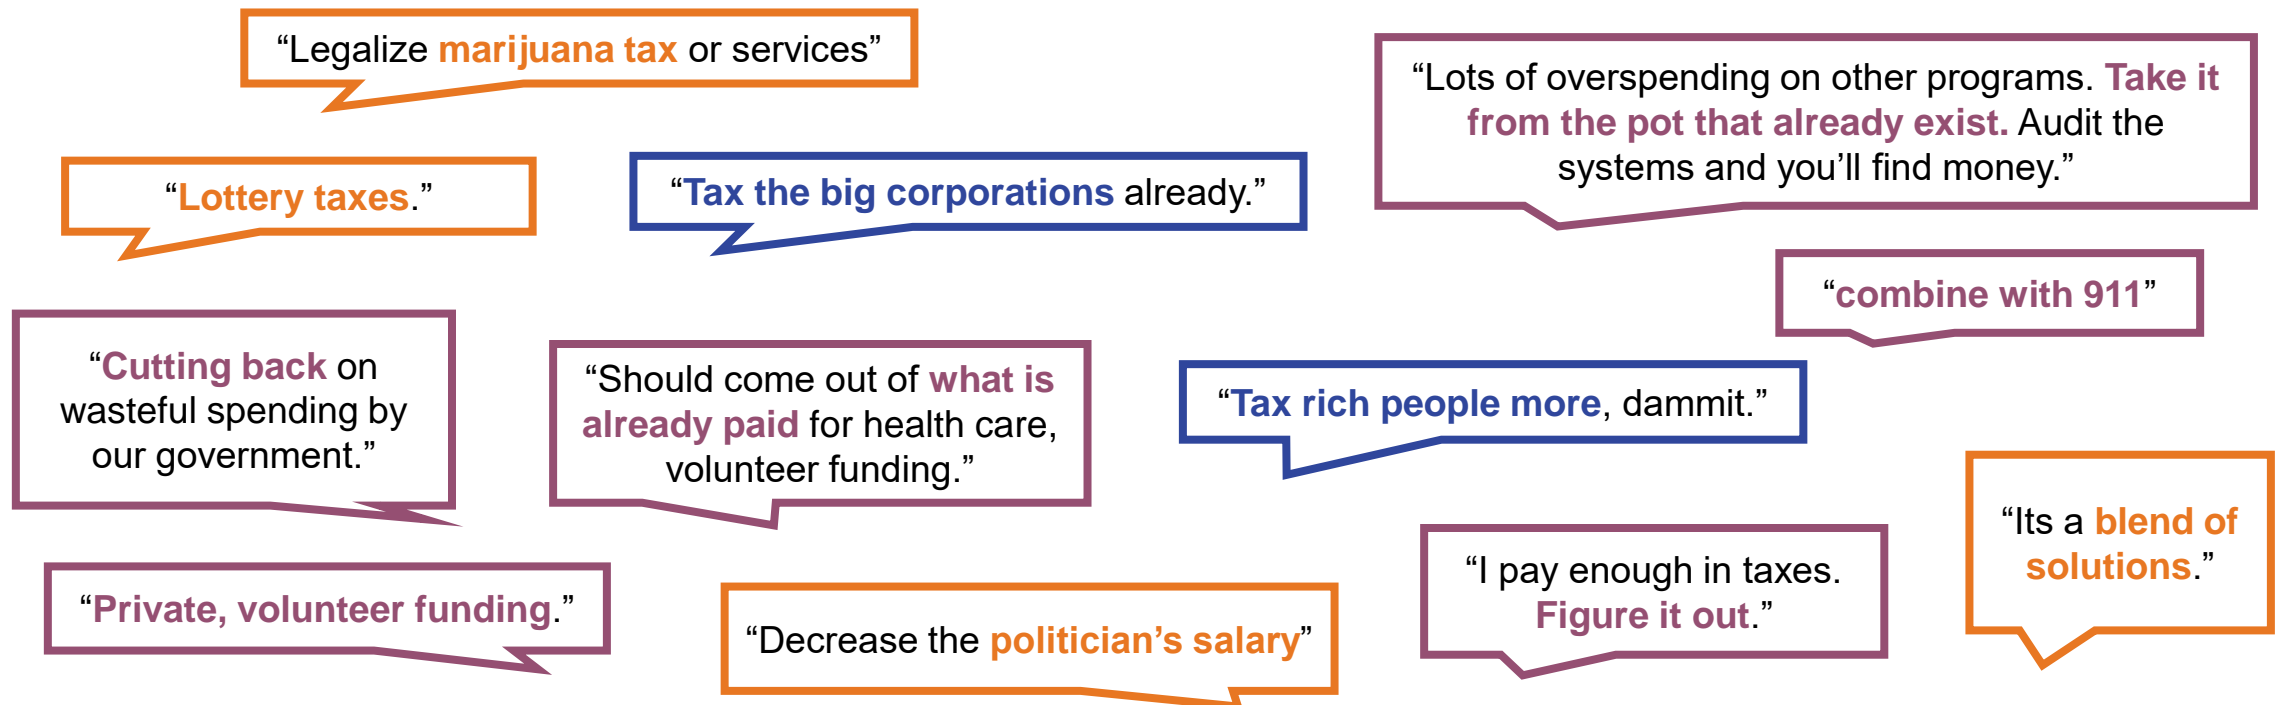 “Legalize marijuana tax or services”
“Lots of overspending on other programs. Take it
from the pot that already exist. Audit the
systems and you’ll find money.”
“Lottery taxes.”
“Tax the big corporations already.”
“combine with 911”
“Cutting back on
wasteful spending by
our government.”
“Should come out of what is
already paid for health care,
volunteer funding.”
“Tax rich people more, dammit.”
“Its a blend of
solutions.”
“Private, volunteer funding.”
“Decrease the politician’s salary”
“I pay enough in taxes.
Figure it out.”